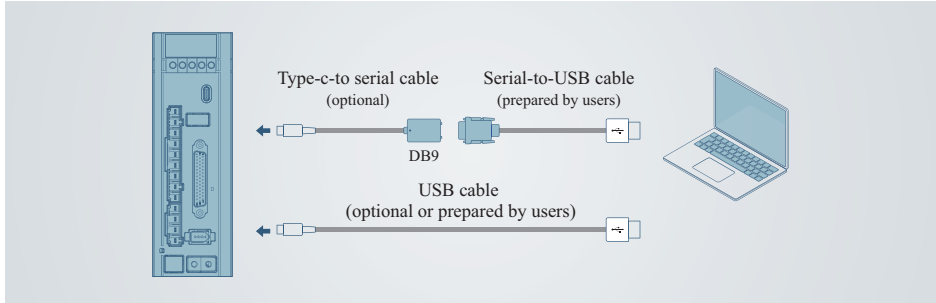 Type-c-to serial cable
(optional)
Serial-to-USB cable
(prepared by users)
DB9
USB cable
(optional or prepared by users)